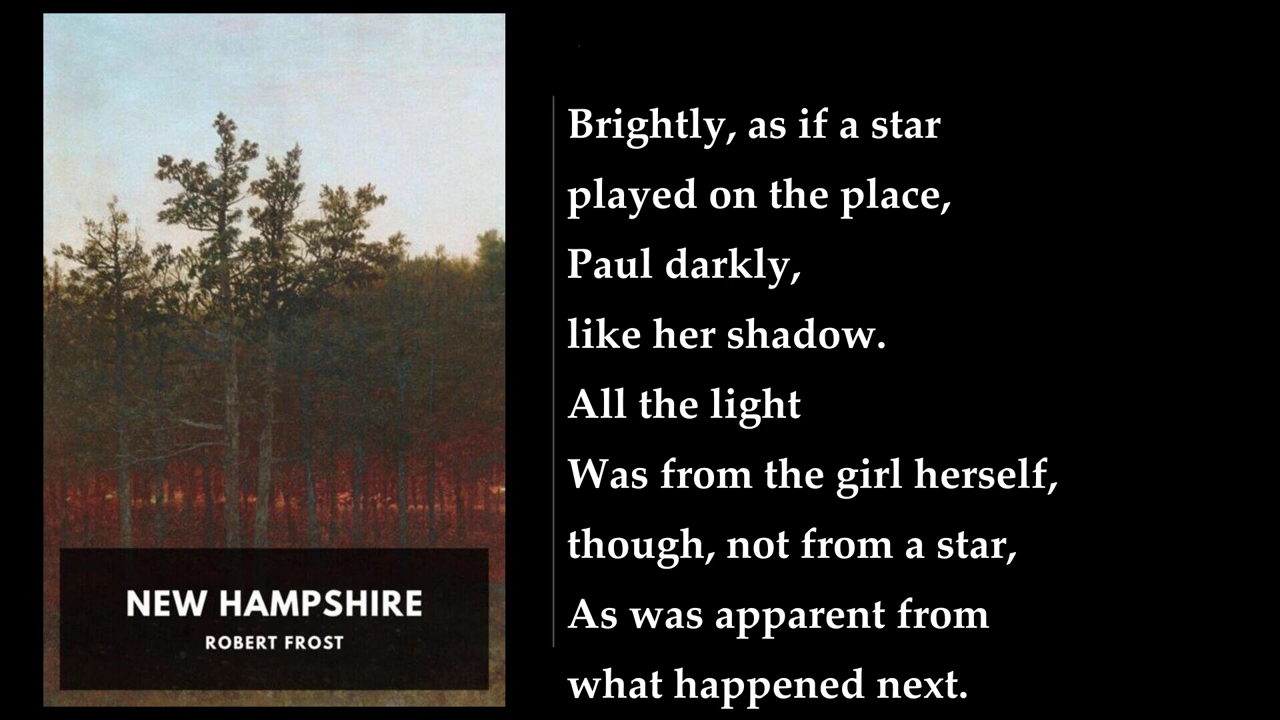 NEW HAMPSHIRE
ROBERT FROST
Brightly, as if a star
played on the place,
Paul darkly,
like her shadow.
All the light
Was from the girl herself,
though, not from a star,
As was apparent from
what happened next.